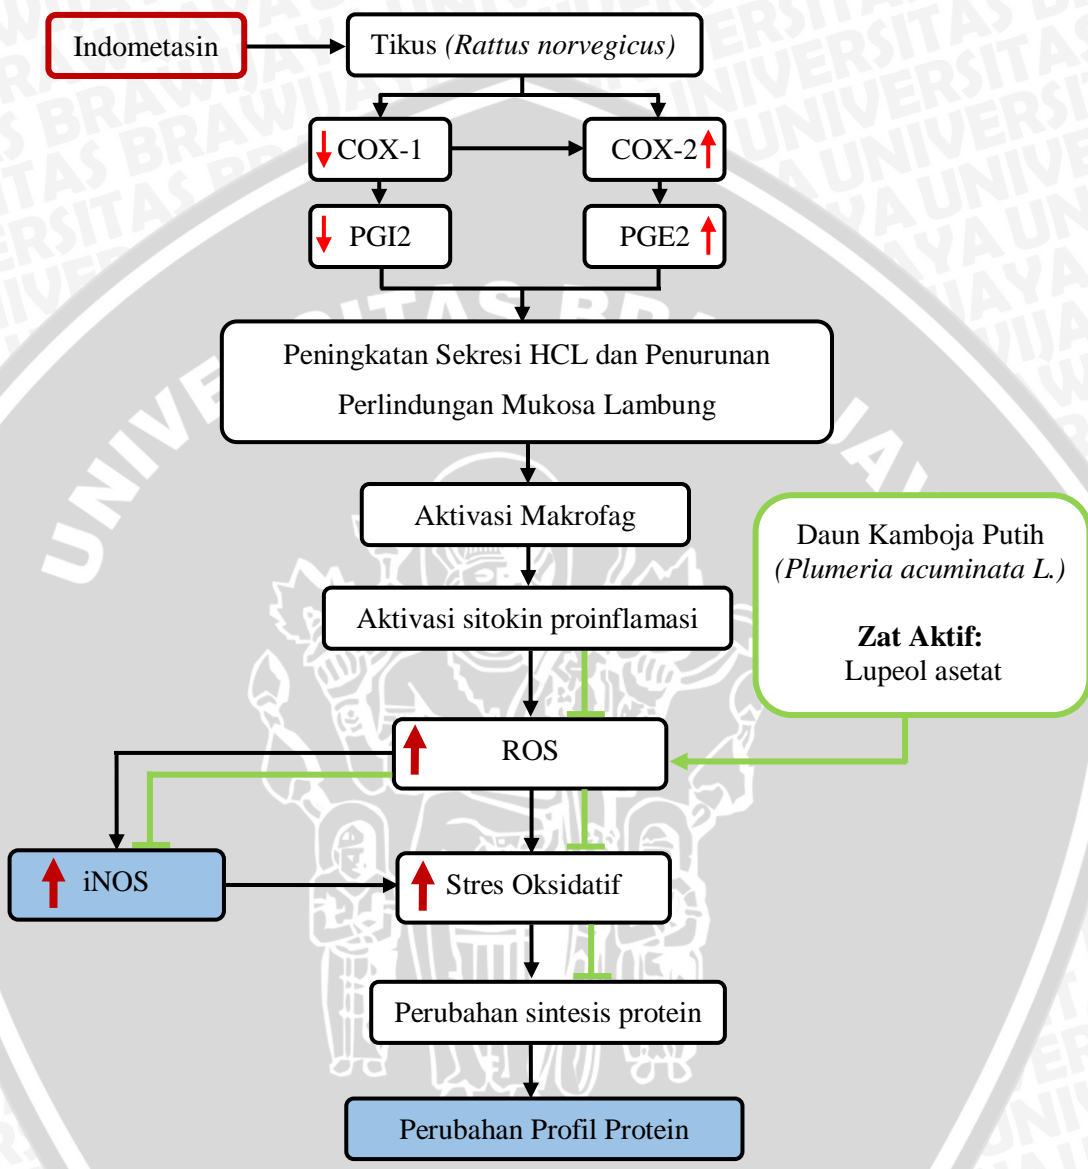 Indometasin
Tikus (Rattus norvegicus)
COX-1
COX-2
PGI2
PGE2
Peningkatan Sekresi HCL dan Penurunan
Perlindungan Mukosa Lambung
Aktivasi Makrofag
Daun Kamboja Putih
(Plumeria acuminata L.)
Zat Aktif:
Lupeol asetat
Aktivasi sitokin proinflamasi
ROS
iNOS
Stres Oksidatif
Perubahan sintesis protein
Perubahan Profil Protein